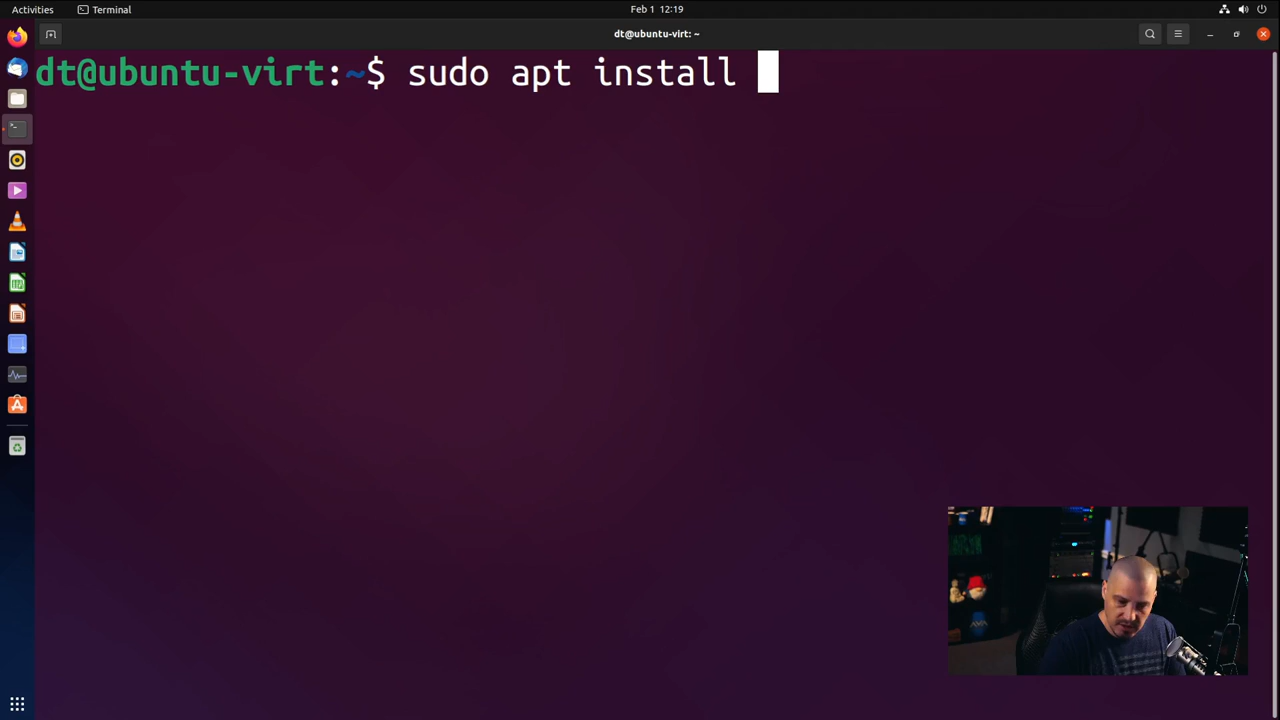 Activities
Terminal
Feb 1 12:19
dt@ubuntu-virt: ~
dt@ubuntu-virt:~$ sudo apt install